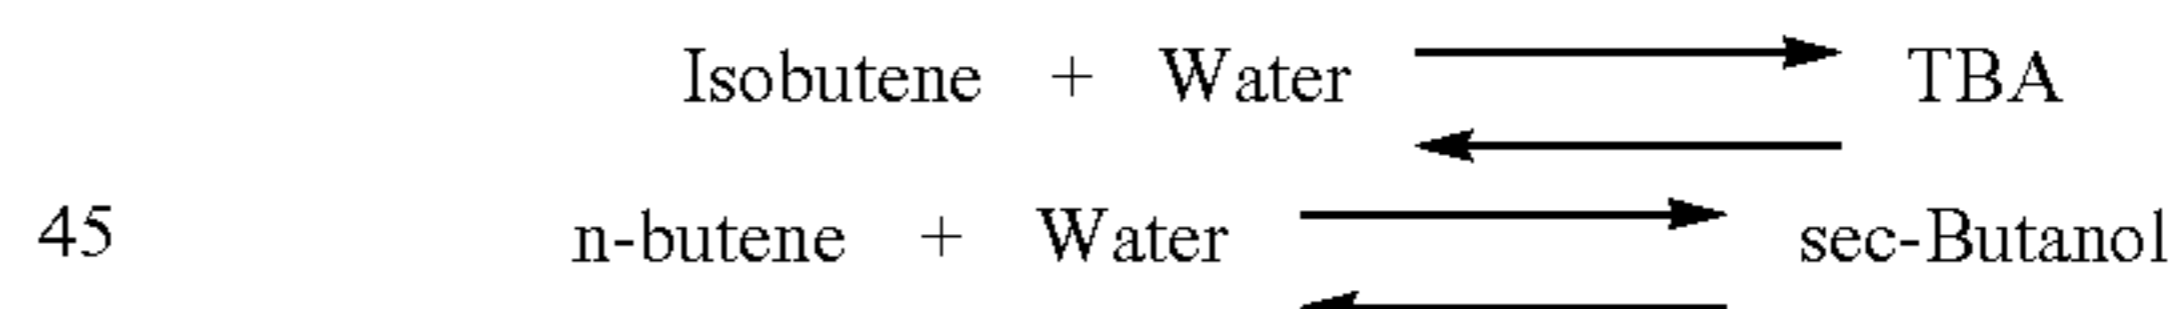 Isobutene + Water TBA
45 n-butene + Water sec-Butanol